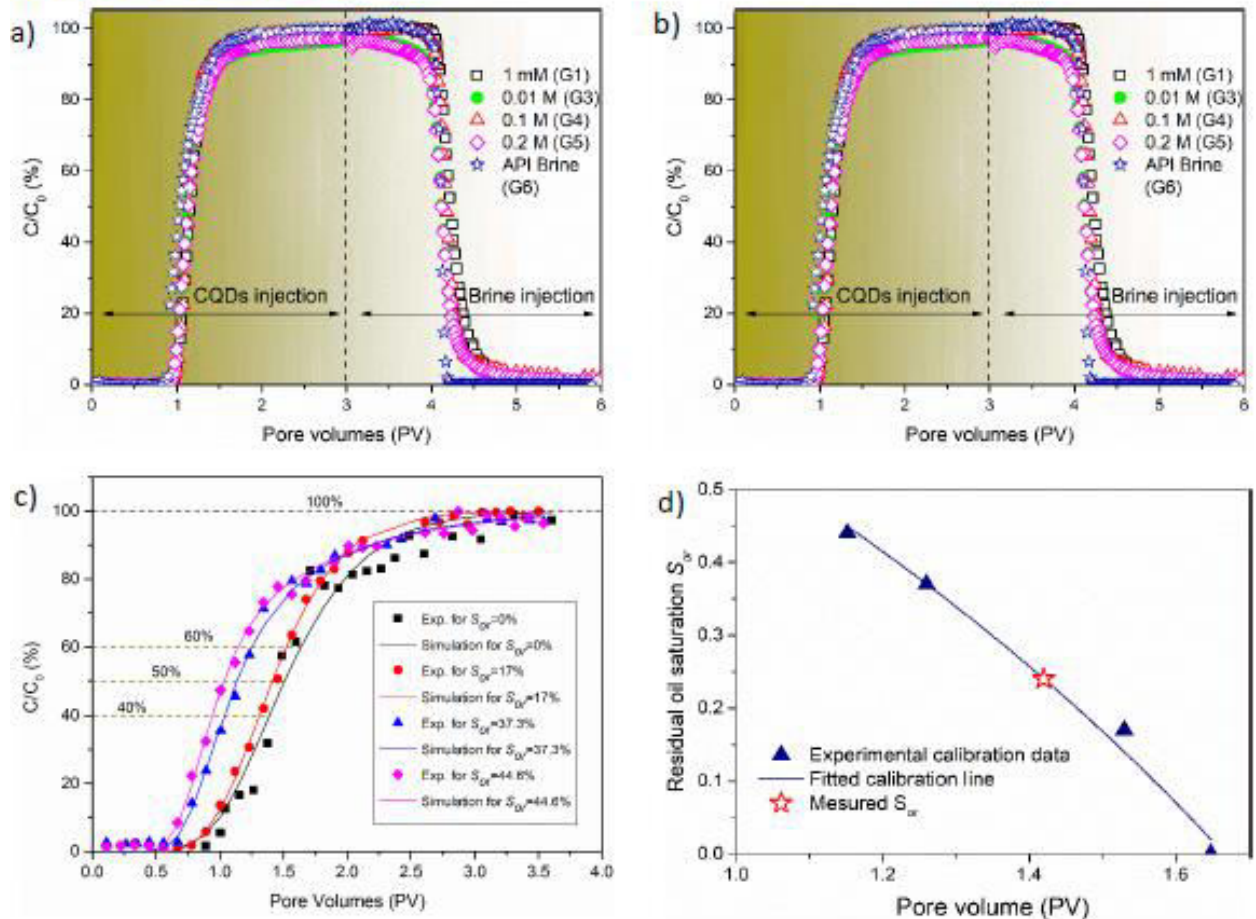 a)
100
80
60
40
20
0
C/C0 (%)
1 mM (G1)
0.01 M (G3)
0.1 M (G4)
0.2 M (G5)
API Brine
(G6)
CQDs injection
Brine injection
0 1 2 3 4 5 6
Pore volumes (PV)
b)
100
80
60
40
20
0
C/C0 (%)
1 mM (G1)
0.01 M (G3)
0.1 M (G4)
0.2 M (G5)
API Brine
(G6)
CQDs injection
Brine injection
0 1 2 3 4 5 6
Pore volumes (PV)
c)
100
80
60
40
20
0
C/C0 (%)
100%
60%
50%
40%
Exp. for Sor=0%
Simulation for Sor=0%
Exp. for Sor=17%
Simulation for Sor=17%
Exp. for Sor=37.3%
Simulation for Sor=37.3%
Exp. for Sor=44.6%
Simulation for Sor=44.6%
0.0 0.5 1.0 1.5 2.0 2.5 3.0 3.5 4.0
Pore Volumes (PV)
d)
0.5
0.4
0.3
0.2
0.1
0.0
Residual oil saturation Sor
Experimental calibration data
Fitted calibration line
Mesured Sor
1.0 1.2 1.4 1.6
Pore volume (PV)